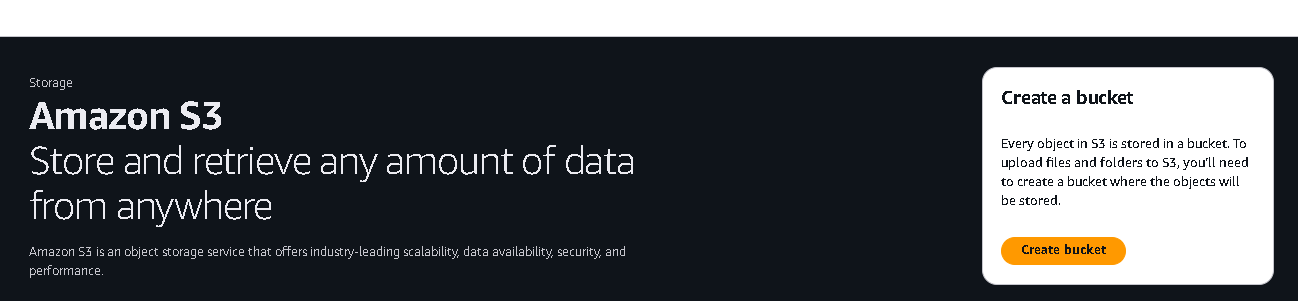 Storage
Amazon S3
Store and retrieve any amount of data
from anywhere
Amazon S3 is an object storage service that offers industry-leading scalability, data availability, security, and
performance.
Create a bucket
Every object in S3 is stored in a bucket. To
upload files and folders to S3, you'll need
to create a bucket where the objects will
be stored.
Create bucket